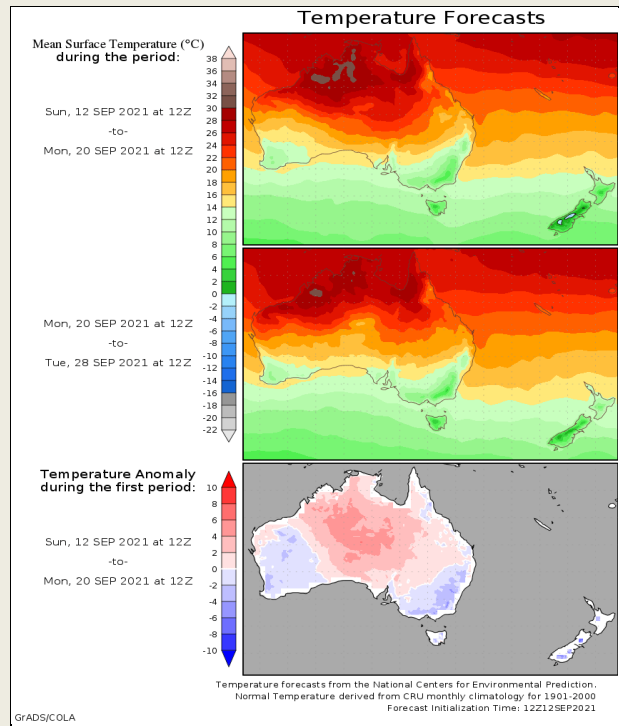 Temperature Forecasts
Mean Surface Temperature (°C)
during the period:
38
36
34
32
30
28
26
24
22
20
18
16
14
12
10
8
6
4
2
0
-2
-4
-6
-8
-10
-12
-14
-16
-18
-20
-22
Sun, 12 SEP 2021 at 12Z
-to-
Mon, 20 SEP 2021 at 12Z
Mon, 20 SEP 2021 at 12Z
-to-
Tue, 28 SEP 2021 at 12Z
Temperature Anomaly
during the first period:
10
8
6
4
2
0
-2
-4
-6
-8
-10
Sun, 12 SEP 2021 at 12Z
-to-
Mon, 20 SEP 2021 at 12Z
Temperature forecasts from the National Centers for Environmental Prediction.
Normal Temperature derived from CRU monthly climatology for 1901-2000
Forecast Initialization Time: 12Z12SEP2021
GrADS/COLA